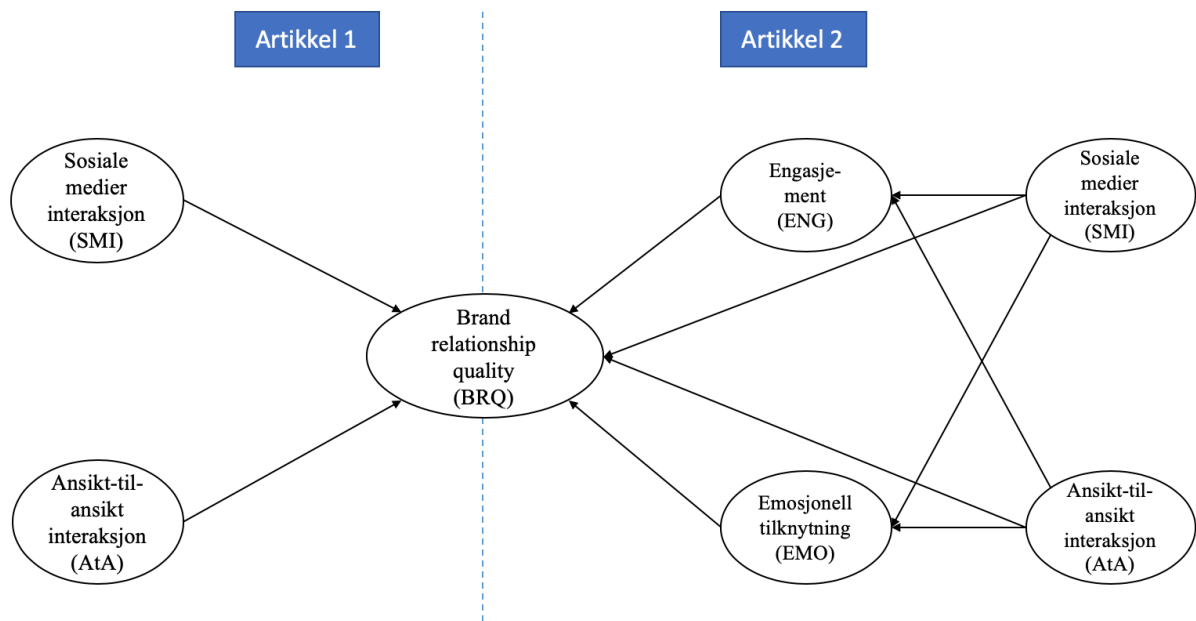 Artikkel 1
Artikkel 2
Sosiale
medier
interaksjon
(SMI)
Ansikt-til-
ansikt
interaksjon
(AtA)
Brand
relationship
quality
(BRQ)
Engasje-
ment
(ENG)
Emosjonell
tilknytning
(EMO)
Sosiale
medier
interaksjon
(SMI)
Ansikt-til-
ansikt
interaksjon
(AtA)